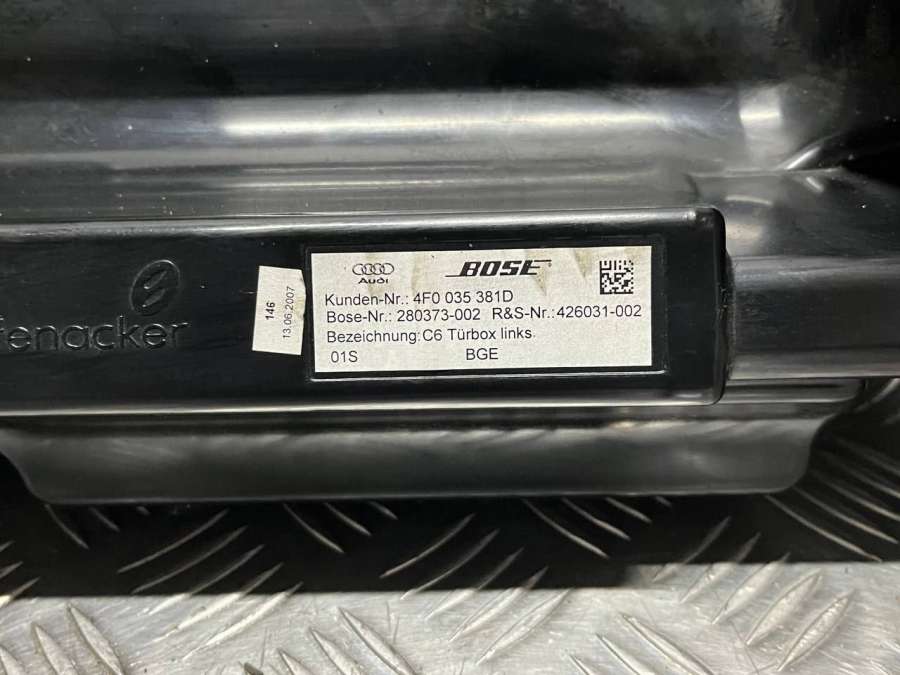 Audi
BOSE
Kunden-Nr.: 4F0 035 381D
Bose-Nr.: 280373-002 R&S-Nr.: 426031-002
Bezeichnung: C6 Türbox links
01S BGE
146
13.06.2007
fenacker